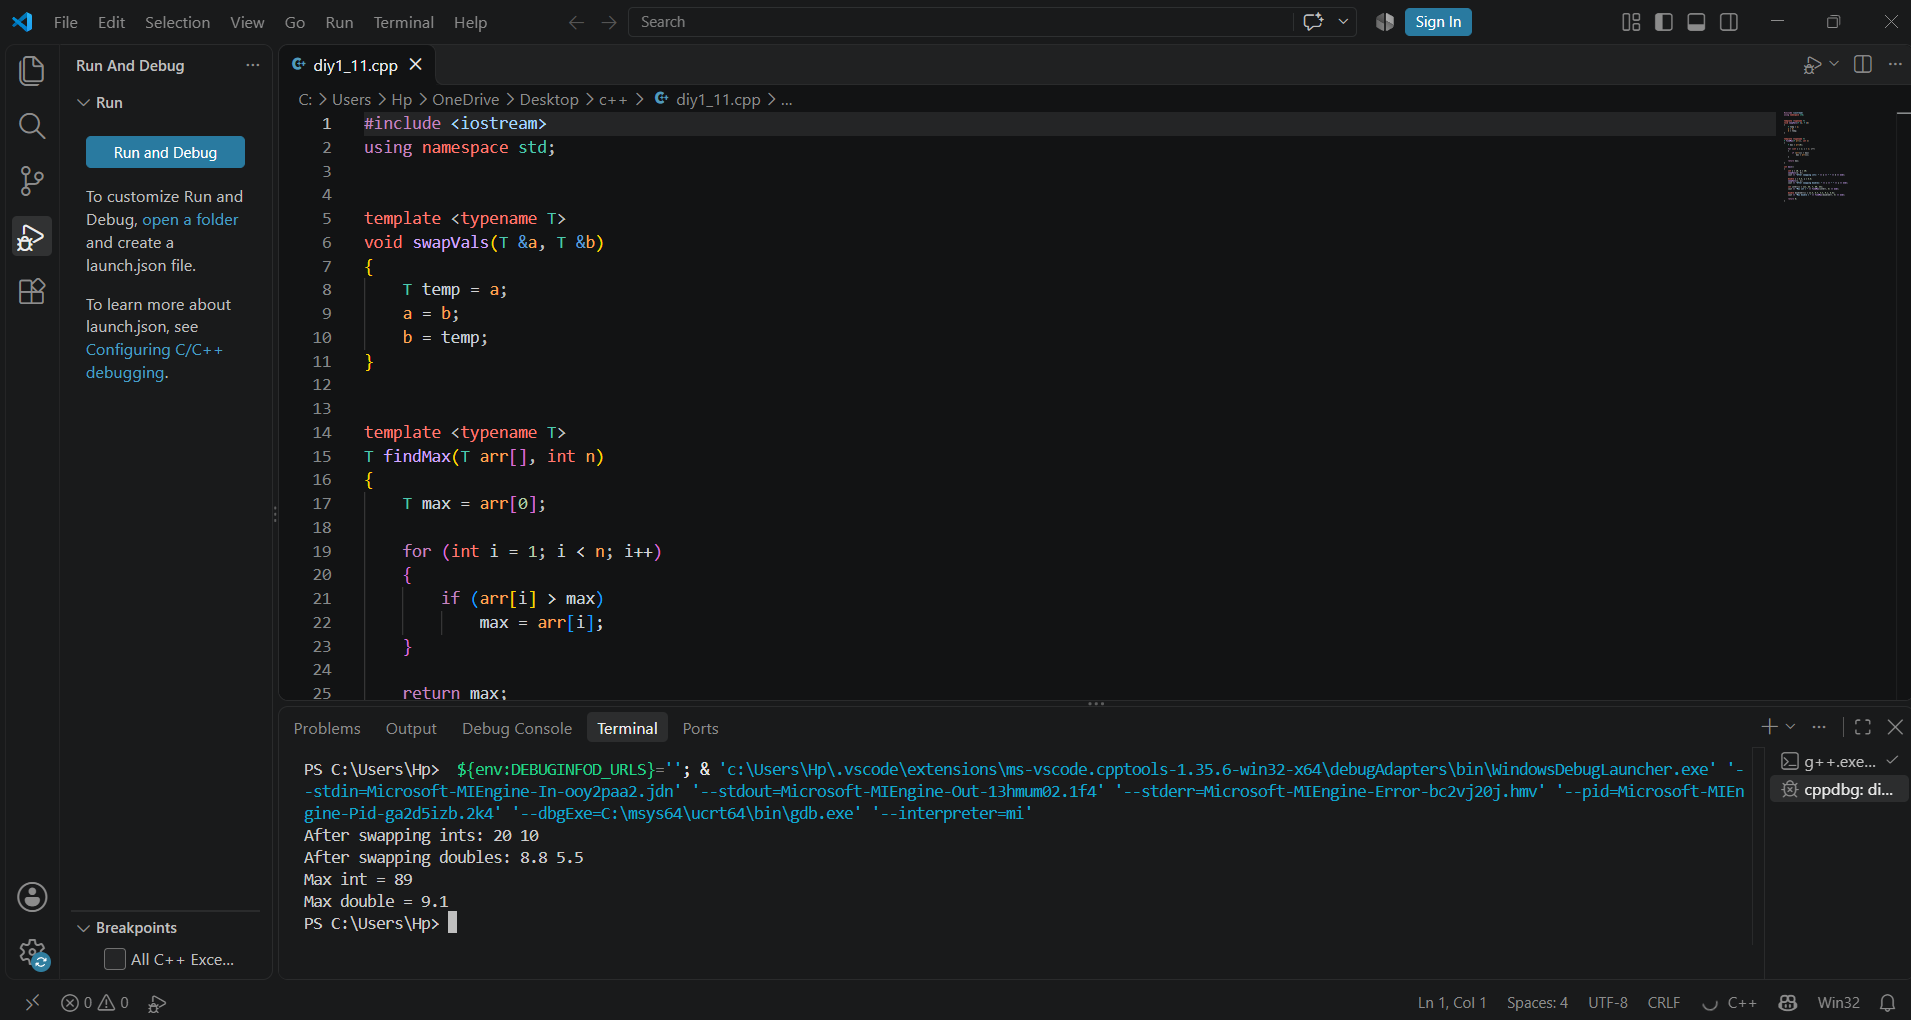 File Edit Selection View Go Run Terminal Help
Search
Sign In
Run And Debug
Run
Run and Debug
To customize Run and
Debug, open a folder
and create a
launch.json file.
To learn more about
launch.json, see
Configuring C/C++
debugging.
Breakpoints
All C++ Exce...
diy1_11.cpp
C: > Users > Hp > OneDrive > Desktop > c++ > diy1_11.cpp > ...
1 #include <iostream>
2 using namespace std;
3
4
5 template <typename T>
6 void swapVals(T &a, T &b)
7 {
8 T temp = a;
9 a = b;
10 b = temp;
11 }
12
13
14 template <typename T>
15 T findMax(T arr[], int n)
16 {
17 T max = arr[0];
18
19 for (int i = 1; i < n; i++)
20 {
21 if (arr[i] > max)
22 max = arr[i];
23 }
24
25 return max;
Problems Output Debug Console Terminal Ports
PS C:\Users\Hp>  ${env:DEBUGINFOD_URLS}=''; & 'c:\Users\Hp\.vscode\extensions\ms-vscode.cpptools-1.35.6-win32-x64\debugAdapters\bin\WindowsDebugLauncher.exe' '-
-stdin=Microsoft-MIEngine-In-ooy2paa2.jdn' '--stdout=Microsoft-MIEngine-Out-13hmum02.1f4' '--stderr=Microsoft-MIEngine-Error-bc2vj20j.hmv' '--pid=Microsoft-MIEn
gine-Pid-ga2d5izb.2k4' '--dbgExe=C:\msys64\ucrt64\bin\gdb.exe' '--interpreter=mi'
After swapping ints: 20 10
After swapping doubles: 8.8 5.5
Max int = 89
Max double = 9.1
PS C:\Users\Hp>
g++.exe...
cppdbg: di...
0 0
Ln 1, Col 1 Spaces: 4 UTF-8 CRLF C++ Win32